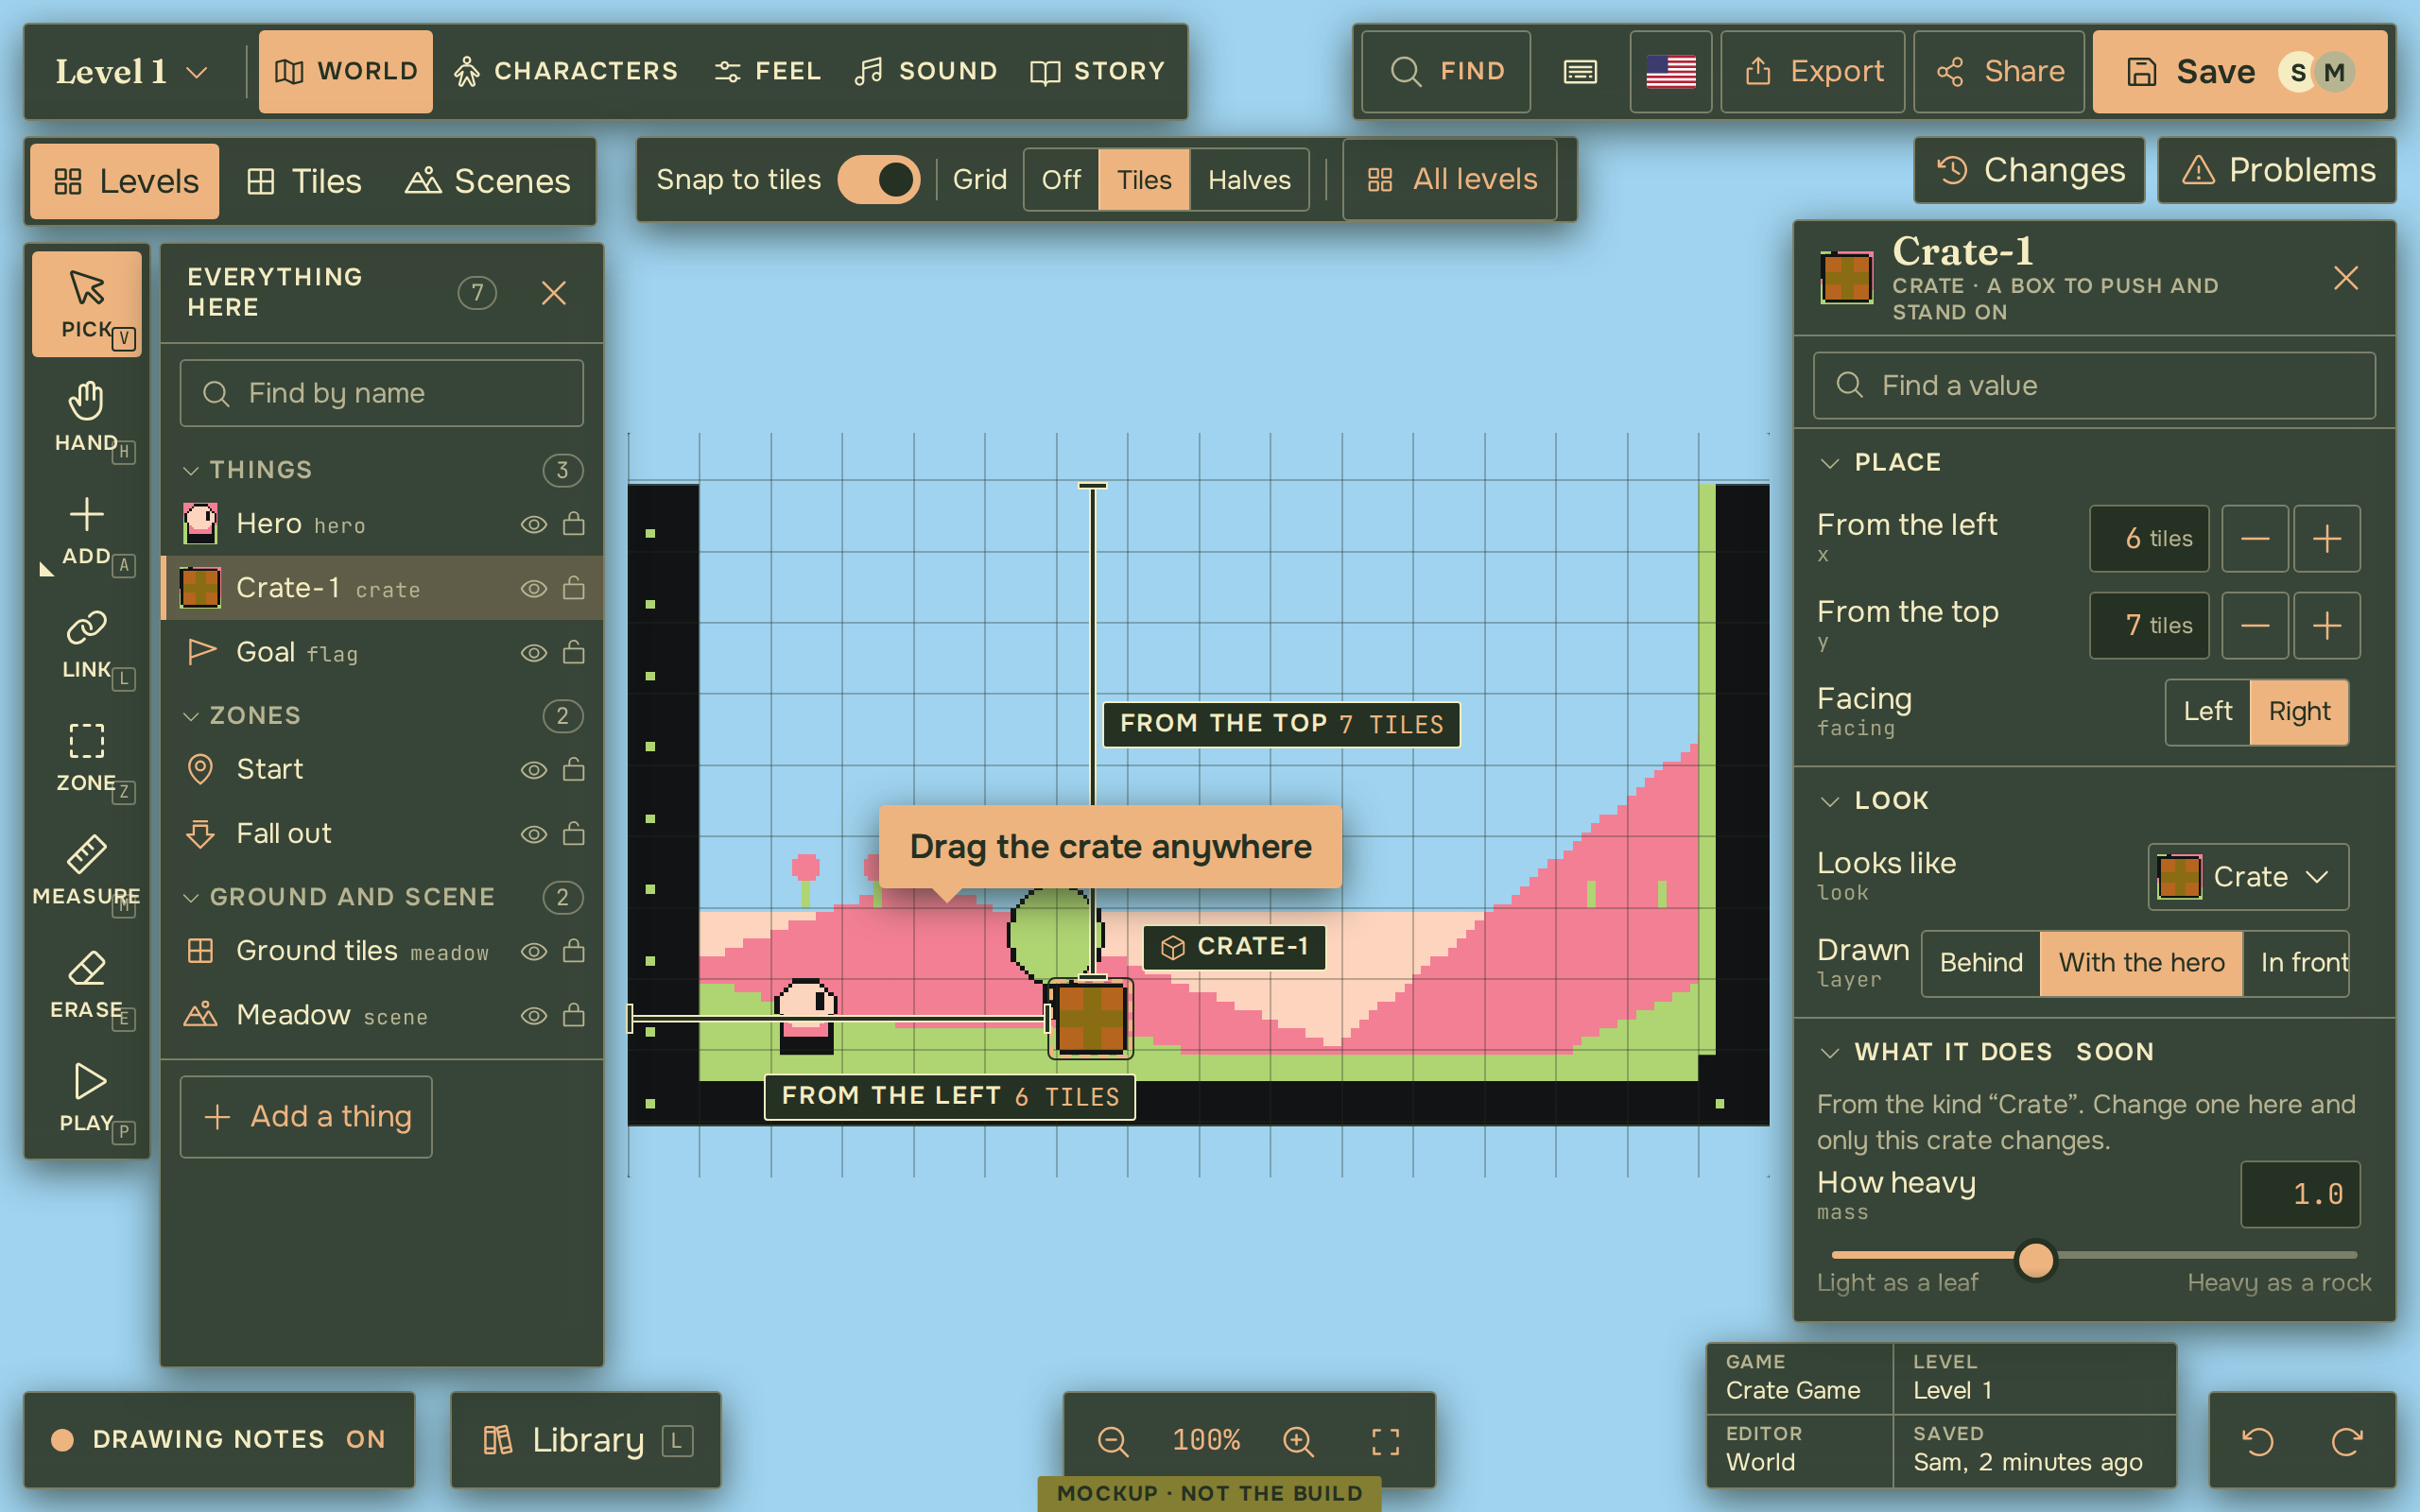 Level 1
WORLD
CHARACTERS
FEEL
SOUND
STORY
FIND
Export
Share
Save
S
M
Levels
Tiles
Scenes
Snap to tiles
Grid
Off
Tiles
Halves
All levels
Changes
Problems
PICK
V
HAND
H
ADD
A
LINK
L
ZONE
Z
MEASURE
M
ERASE
E
PLAY
P
EVERYTHING
HERE
7
Find by name
THINGS
3
Hero hero
Crate-1 crate
Goal flag
ZONES
2
Start
Fall out
GROUND AND SCENE
2
Ground tiles meadow
Meadow scene
Add a thing
FROM THE TOP 7 TILES
Drag the crate anywhere
CRATE-1
FROM THE LEFT 6 TILES
Crate-1
CRATE · A BOX TO PUSH AND
STAND ON
Find a value
PLACE
From the left
x
6 tiles
From the top
y
7 tiles
Facing
facing
Left
Right
LOOK
Looks like
look
Crate
Drawn
layer
Behind
With the hero
In front
WHAT IT DOES SOON
From the kind “Crate”. Change one here and
only this crate changes.
How heavy
mass
1.0
Light as a leaf
Heavy as a rock
DRAWING NOTES ON
Library L
100%
MOCKUP · NOT THE BUILD
GAME
Crate Game
LEVEL
Level 1
EDITOR
World
SAVED
Sam, 2 minutes ago